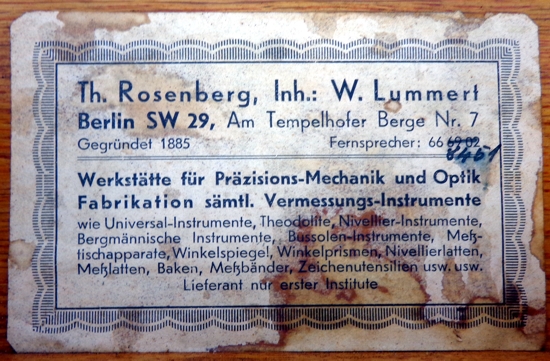 Th. Rosenberg, Inh.: W. Lummert
Berlin SW 29, Am Tempelhofer Berge Nr. 7
Gegründet 1885 Fernsprecher: 66 6902
6451
Werkstätte für Präzisions-Mechanik und Optik
Fabrikation sämtl. Vermessungs-Instrumente
wie Universal-Instrumente, Theodolite, Nivellier-Instrumente,
Bergmännische Instrumente, Bussolen-Instrumente, Meß-
tischapparate, Winkelspiegel, Winkelprismen, Nivellierlatten,
Meßlatten, Baken, Meßbänder, Zeichenutensilien usw. usw.
Lieferant nur erster Institute